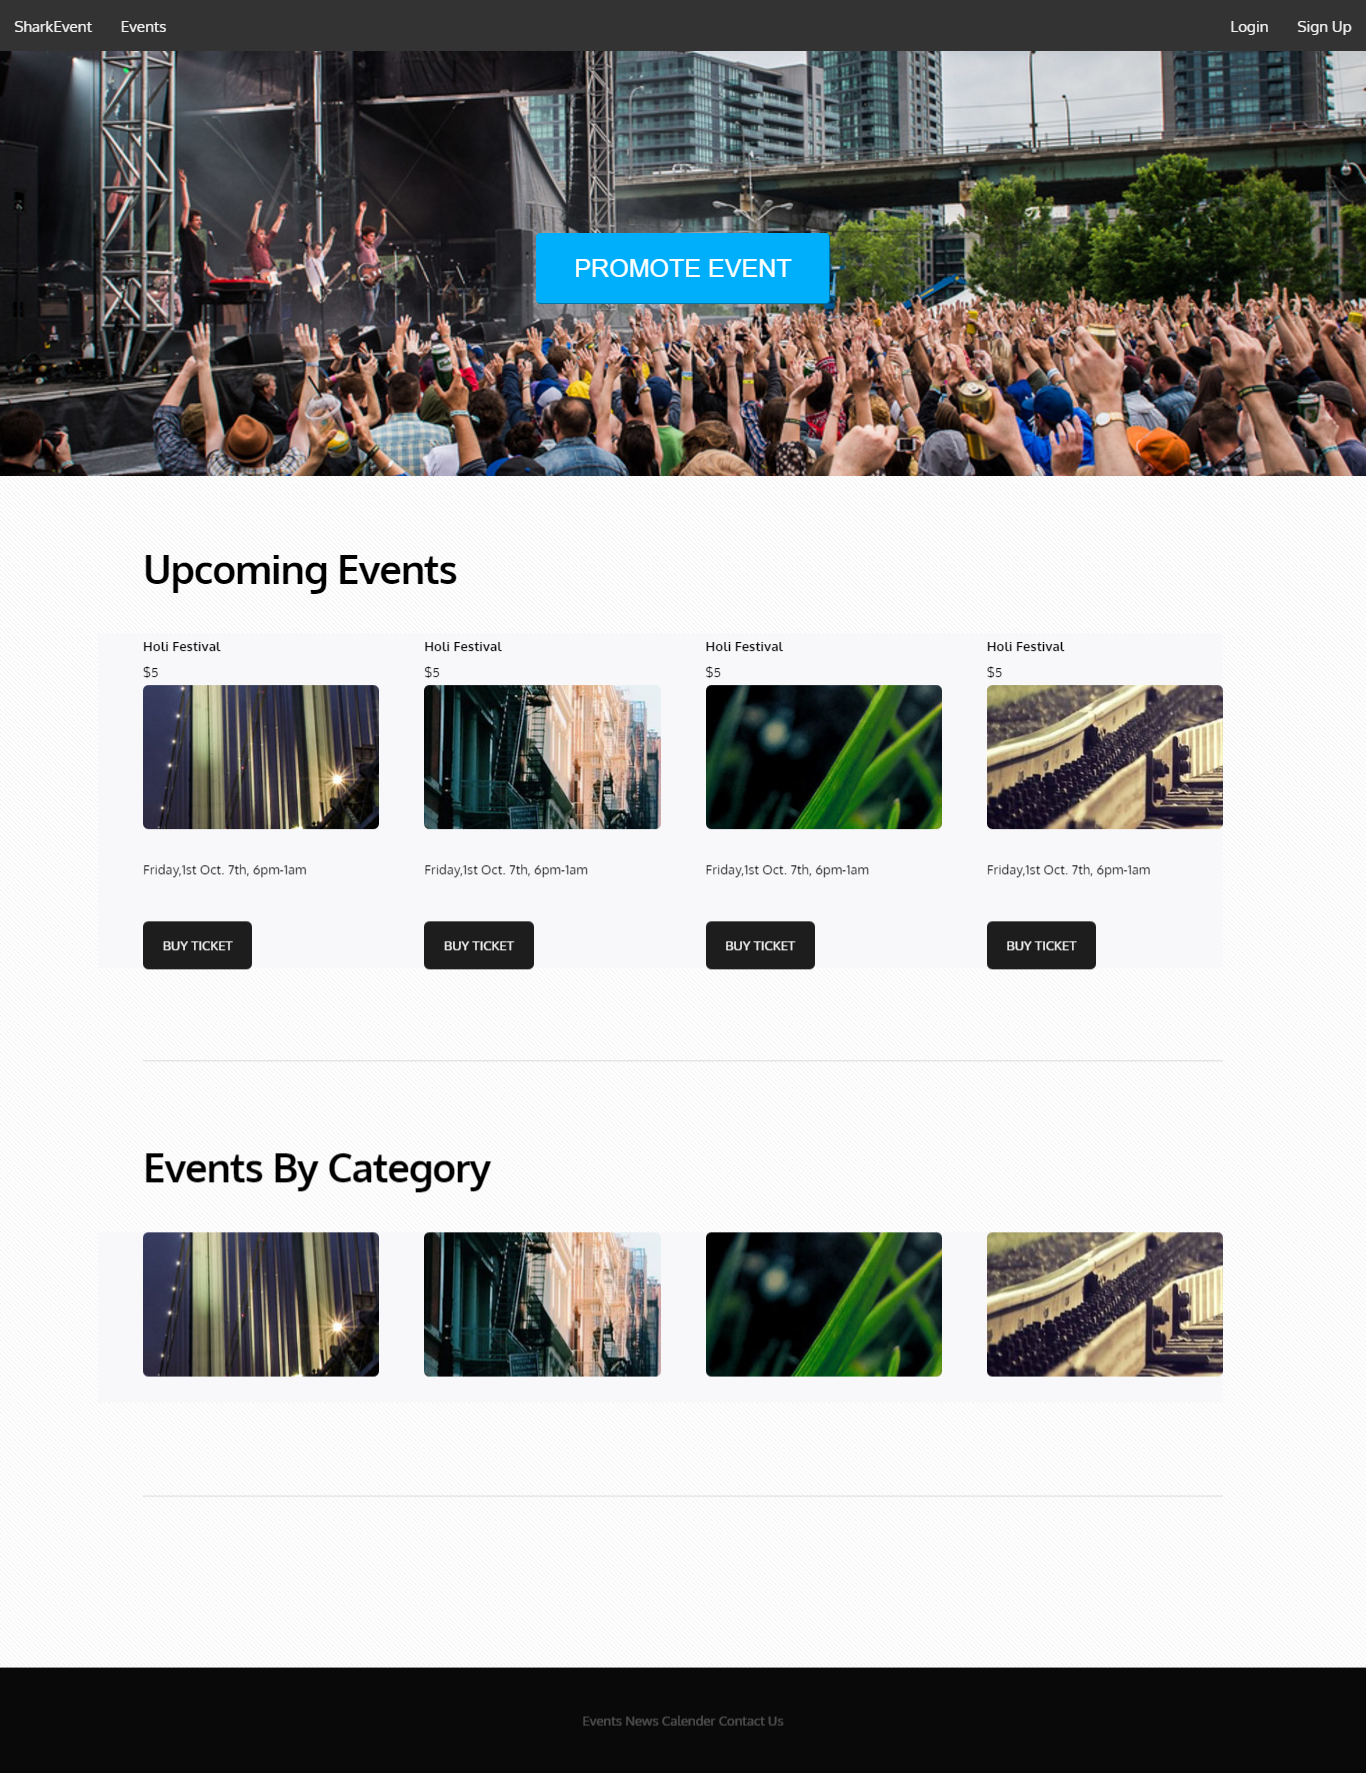 SharkEvent Events Login Sign Up
PROMOTE EVENT
Upcoming Events
Holi Festival Holi Festival Holi Festival Holi Festival
$5 $5 $5 $5
Friday,1st Oct. 7th, 6pm-1am Friday,1st Oct. 7th, 6pm-1am Friday,1st Oct. 7th, 6pm-1am Friday,1st Oct. 7th, 6pm-1am
BUY TICKET BUY TICKET BUY TICKET BUY TICKET
Events By Category
Events News Calender Contact Us